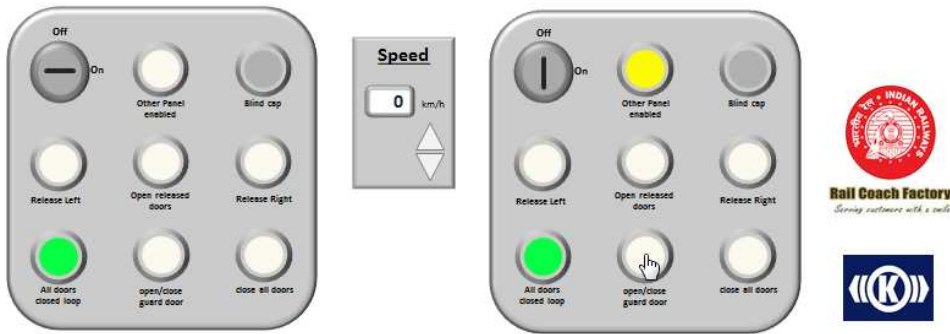 Off
On
Other Panel
enabled
Blind cap
Release Left
Open released
doors
Release Right
All doors
closed loop
open/close
guard door
close all doors
Speed
0 km/h
Off
On
Other Panel
enabled
Blind cap
Release Left
Open released
doors
Release Right
All doors
closed loop
open/close
guard door
close all doors
भारतीय रेल • INDIAN RAILWAYS
Rail Coach Factory
Serving customers with a smile
K